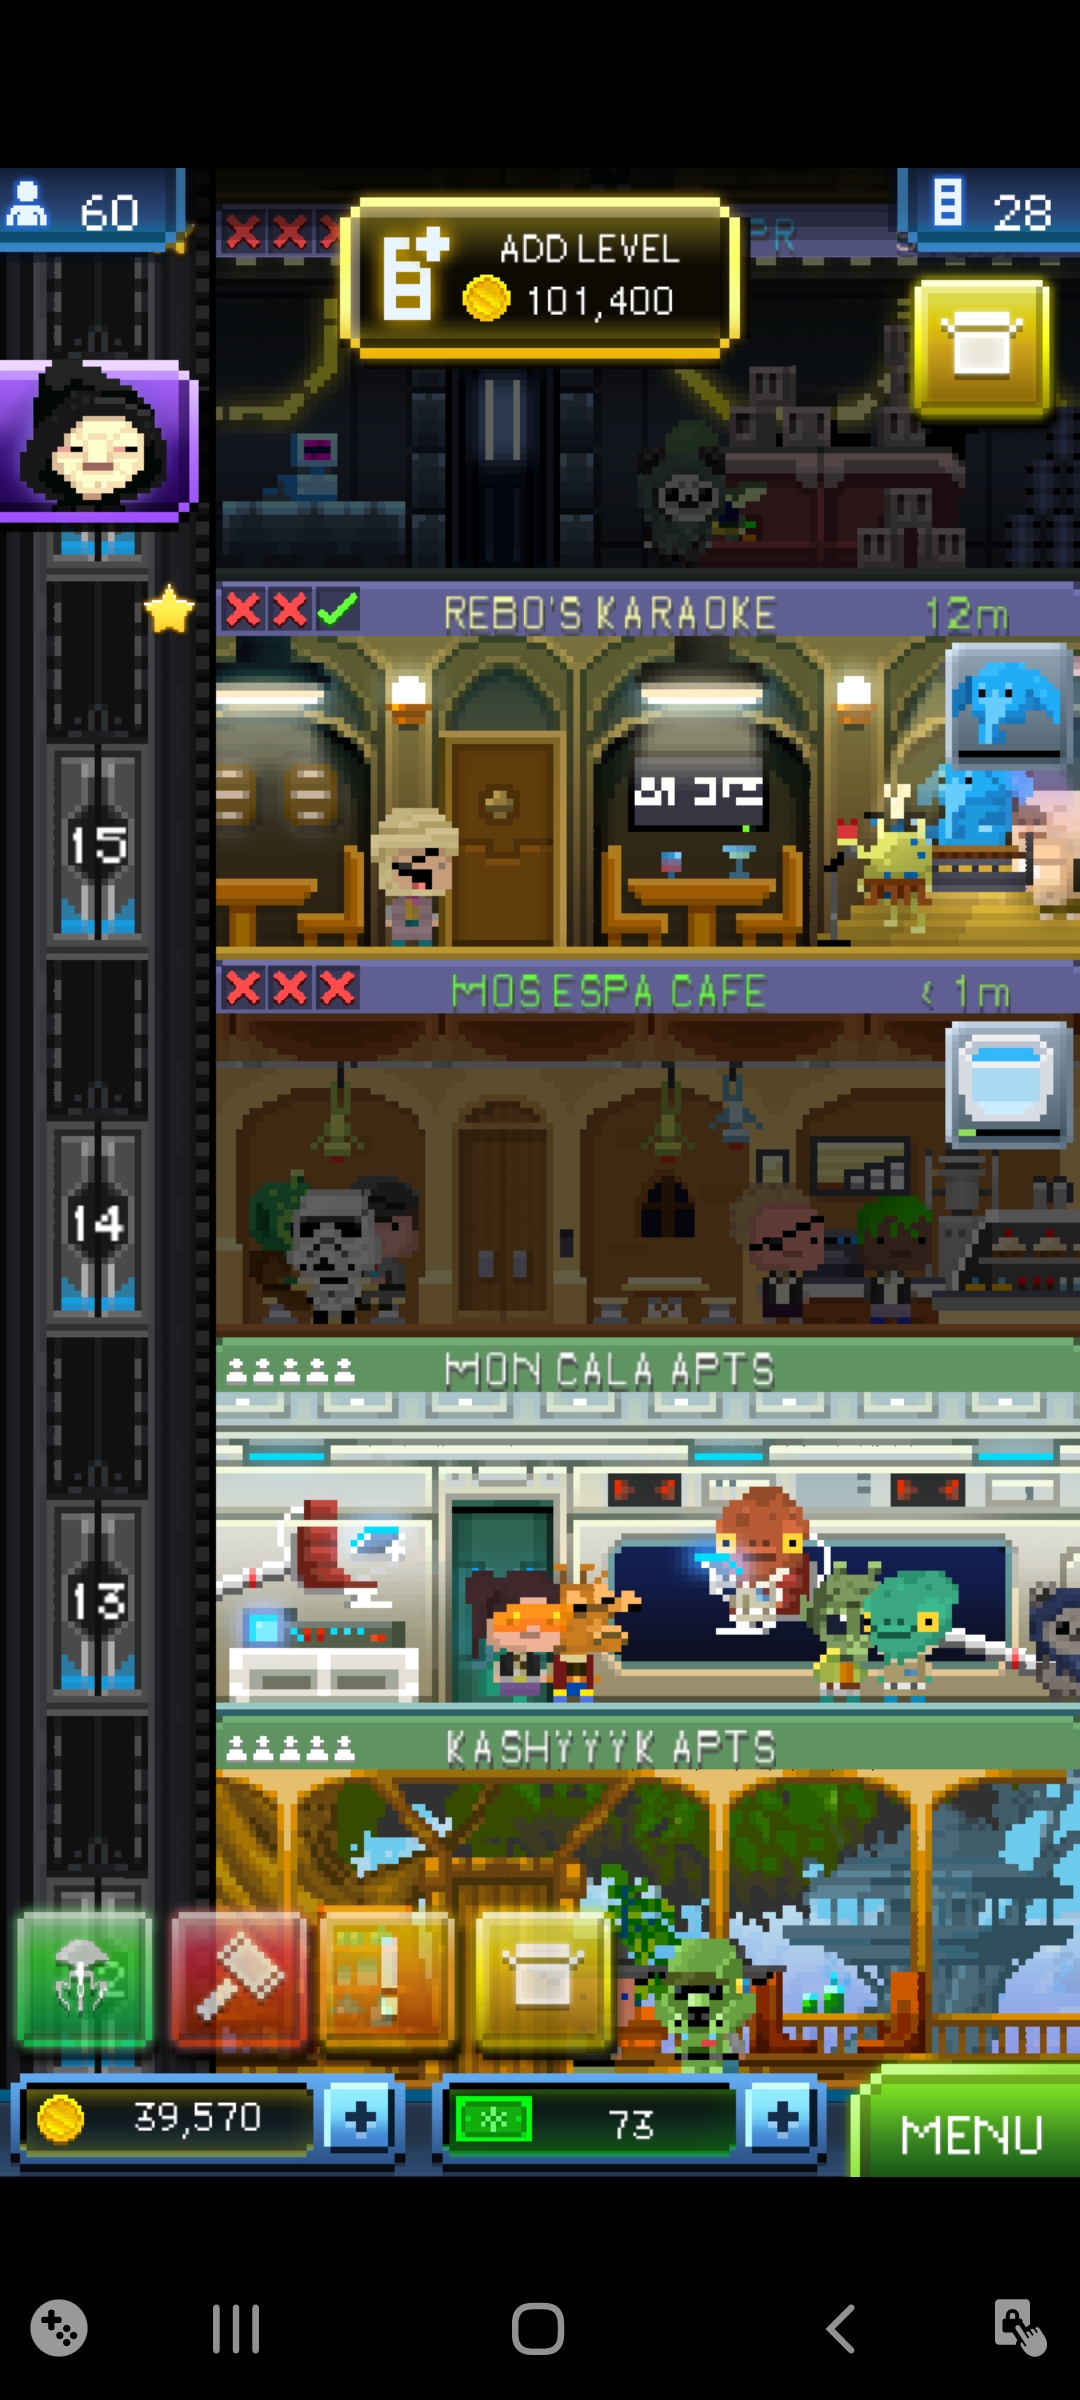 60
ADD LEVEL
101,400
28
REBO'S KARAOKE 12m
15
MOS ESPA CAFE < 1m
14
MON CALA APTS
13
KASHYYYK APTS
2
39,570
73
MENU